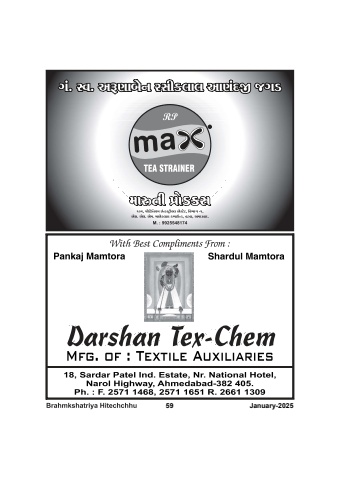 ગં. સ્વ. અરૂણાબેન રસીકલાલ આણંદજી જગડ
RP
max
TEA STRAINER
મારુતી પ્રોડક્સ
M. : 9925548174
With Best Compliments From :
Pankaj Mamtora Shardul Mamtora
Darshan Tex-Chem
MFG. OF : TEXTILE AUXILIARIES
18, Sardar Patel Ind. Estate, Nr. National Hotel,
Narol Highway, Ahmedabad-382 405.
Ph. : F. 2571 1468, 2571 1651 R. 2661 1309
Brahmkshatriya Hitechchhu 59 January-2025